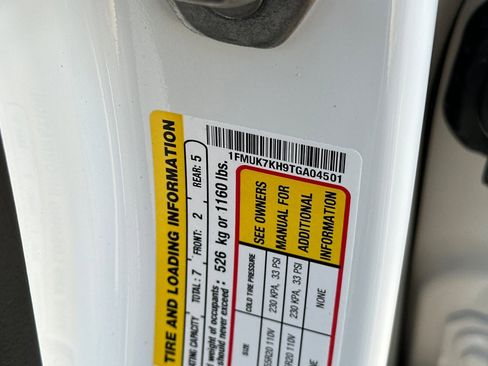 TIRE AND LOADING INFORMATION
TOTAL: 7 FRONT: 2 REAR: 5
weight of occupants
should never exceed: 526 kg or 1160 lbs.
1FMUK7KH9TGA04501
SIZE COLD TIRE PRESSURE SEE OWNERS
110V 230 KPA, 33 PSI MANUAL FOR
110V 230 KPA, 33 PSI ADDITIONAL
NONE INFORMATION